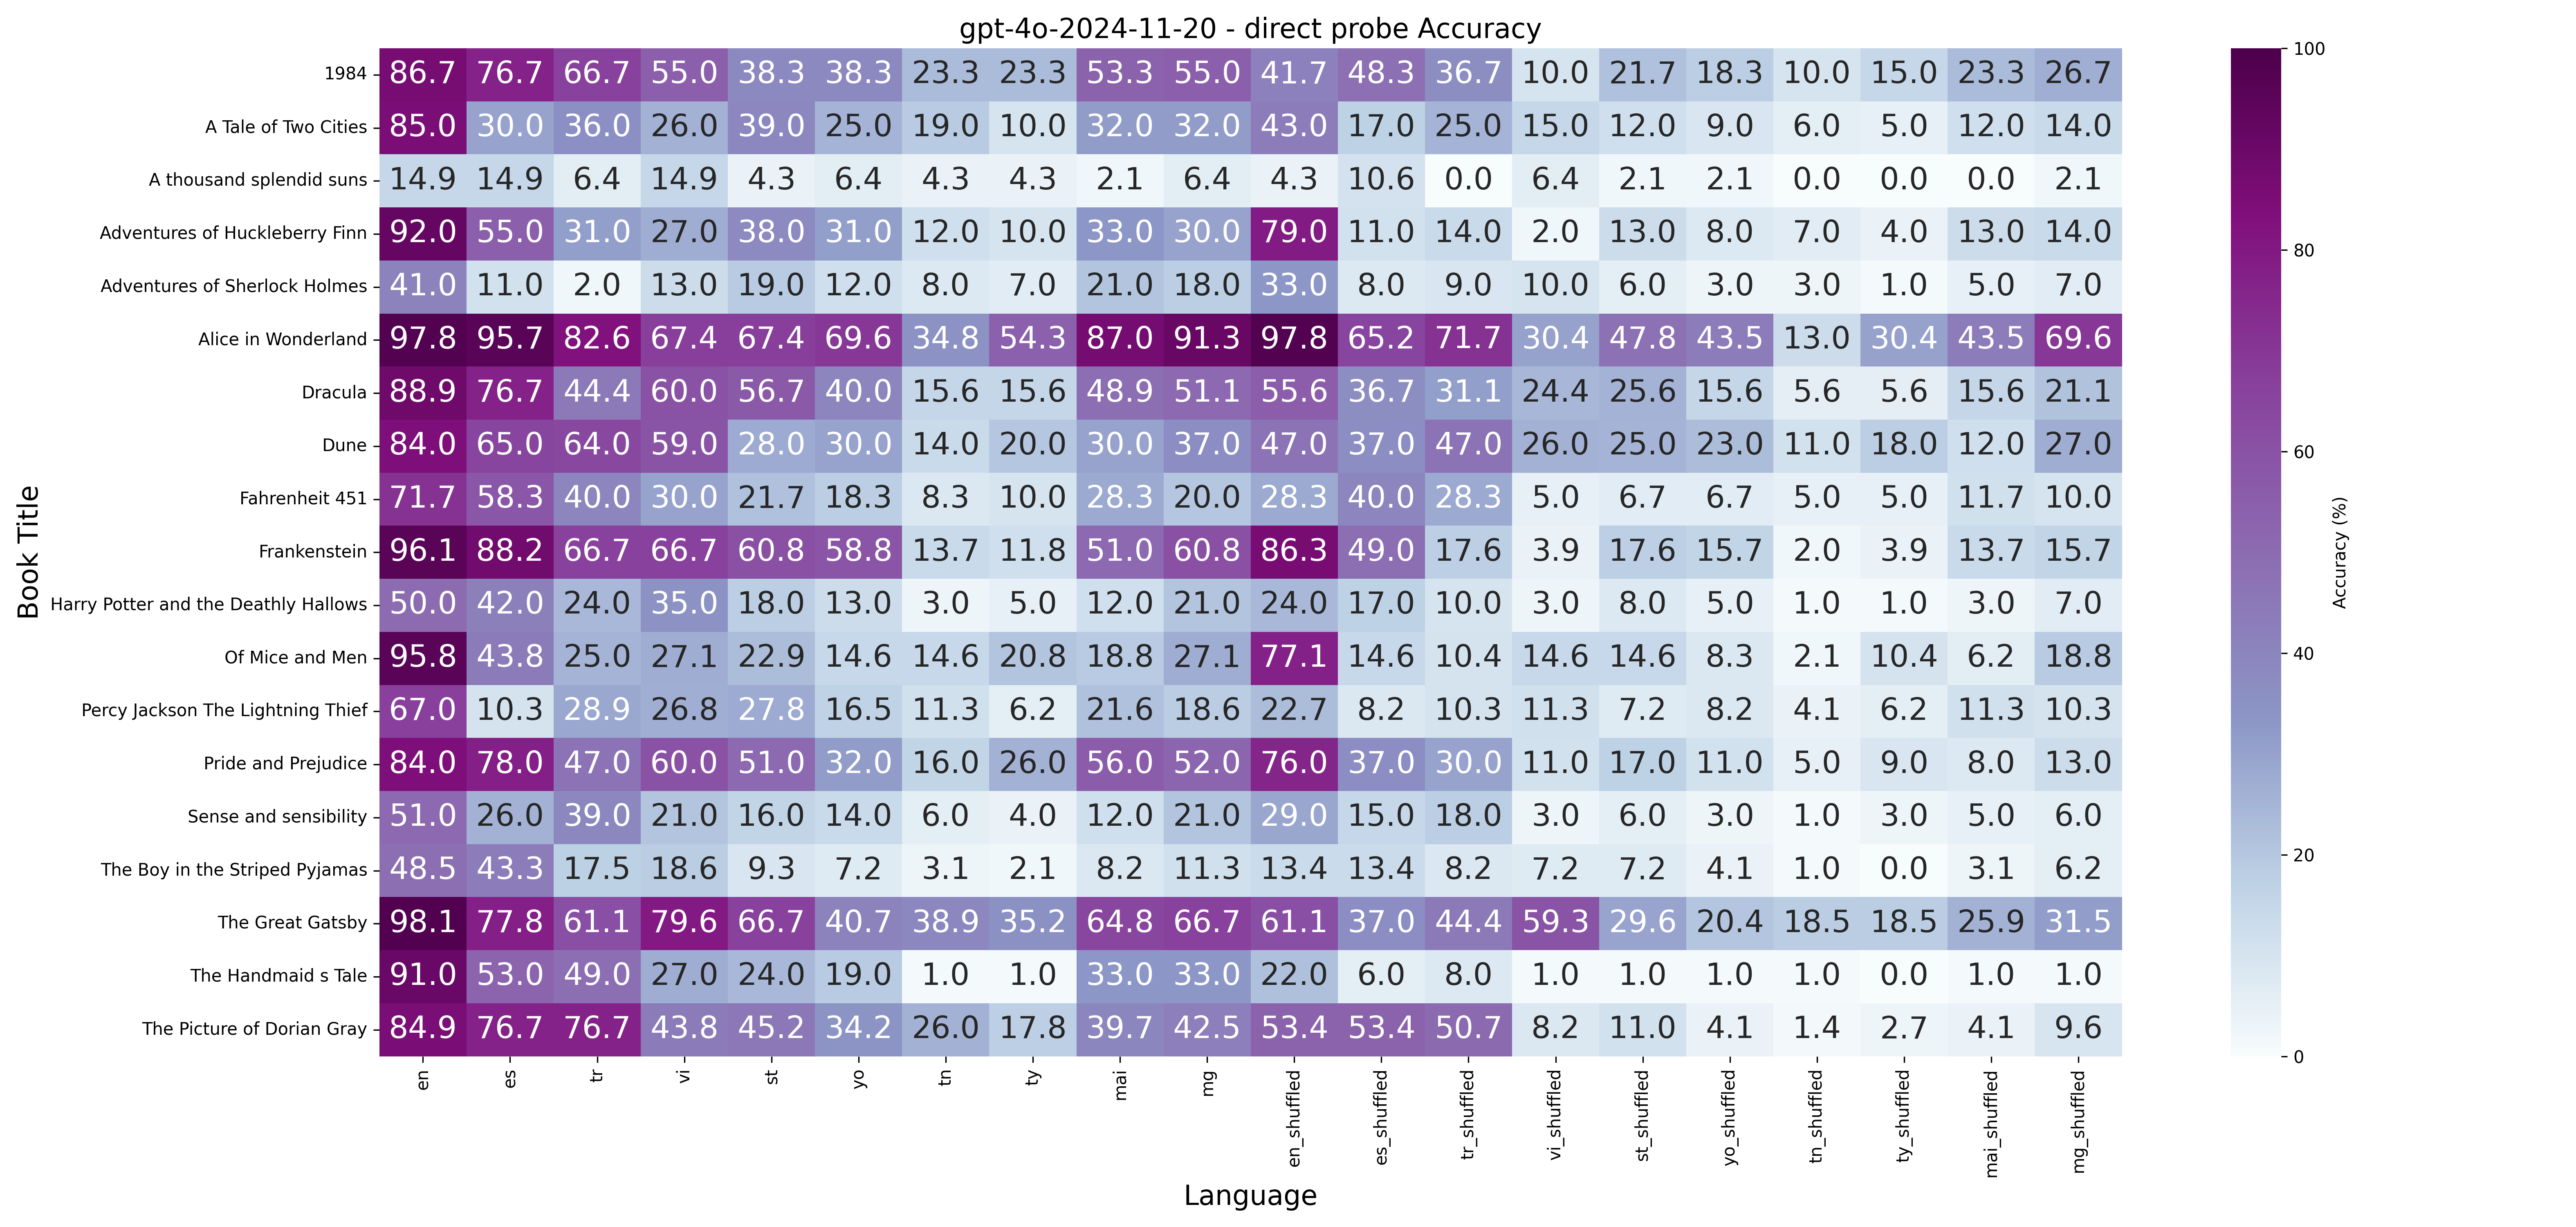 gpt-4o-2024-11-20 - direct probe Accuracy
Book Title
1984 86.7 76.7 66.7 55.0 38.3 38.3 23.3 23.3 53.3 55.0 41.7 48.3 36.7 10.0 21.7 18.3 10.0 15.0 23.3 26.7
A Tale of Two Cities 85.0 30.0 36.0 26.0 39.0 25.0 19.0 10.0 32.0 32.0 43.0 17.0 25.0 15.0 12.0 9.0 6.0 5.0 12.0 14.0
A thousand splendid suns 14.9 14.9 6.4 14.9 4.3 6.4 4.3 4.3 2.1 6.4 4.3 10.6 0.0 6.4 2.1 2.1 0.0 0.0 0.0 2.1
Adventures of Huckleberry Finn 92.0 55.0 31.0 27.0 38.0 31.0 12.0 10.0 33.0 30.0 79.0 11.0 14.0 2.0 13.0 8.0 7.0 4.0 13.0 14.0
Adventures of Sherlock Holmes 41.0 11.0 2.0 13.0 19.0 12.0 8.0 7.0 21.0 18.0 33.0 8.0 9.0 10.0 6.0 3.0 3.0 1.0 5.0 7.0
Alice in Wonderland 97.8 95.7 82.6 67.4 67.4 69.6 34.8 54.3 87.0 91.3 97.8 65.2 71.7 30.4 47.8 43.5 13.0 30.4 43.5 69.6
Dracula 88.9 76.7 44.4 60.0 56.7 40.0 15.6 15.6 48.9 51.1 55.6 36.7 31.1 24.4 25.6 15.6 5.6 5.6 15.6 21.1
Dune 84.0 65.0 64.0 59.0 28.0 30.0 14.0 20.0 30.0 37.0 47.0 37.0 47.0 26.0 25.0 23.0 11.0 18.0 12.0 27.0
Fahrenheit 451 71.7 58.3 40.0 30.0 21.7 18.3 8.3 10.0 28.3 20.0 28.3 40.0 28.3 5.0 6.7 6.7 5.0 5.0 11.7 10.0
Frankenstein 96.1 88.2 66.7 66.7 60.8 58.8 13.7 11.8 51.0 60.8 86.3 49.0 17.6 3.9 17.6 15.7 2.0 3.9 13.7 15.7
Harry Potter and the Deathly Hallows 50.0 42.0 24.0 35.0 18.0 13.0 3.0 5.0 12.0 21.0 24.0 17.0 10.0 3.0 8.0 5.0 1.0 1.0 3.0 7.0
Of Mice and Men 95.8 43.8 25.0 27.1 22.9 14.6 14.6 20.8 18.8 27.1 77.1 14.6 10.4 14.6 14.6 8.3 2.1 10.4 6.2 18.8
Percy Jackson The Lightning Thief 67.0 10.3 28.9 26.8 27.8 16.5 11.3 6.2 21.6 18.6 22.7 8.2 10.3 11.3 7.2 8.2 4.1 6.2 11.3 10.3
Pride and Prejudice 84.0 78.0 47.0 60.0 51.0 32.0 16.0 26.0 56.0 52.0 76.0 37.0 30.0 11.0 17.0 11.0 5.0 9.0 8.0 13.0
Sense and sensibility 51.0 26.0 39.0 21.0 16.0 14.0 6.0 4.0 12.0 21.0 29.0 15.0 18.0 3.0 6.0 3.0 1.0 3.0 5.0 6.0
The Boy in the Striped Pyjamas 48.5 43.3 17.5 18.6 9.3 7.2 3.1 2.1 8.2 11.3 13.4 13.4 8.2 7.2 7.2 4.1 1.0 0.0 3.1 6.2
The Great Gatsby 98.1 77.8 61.1 79.6 66.7 40.7 38.9 35.2 64.8 66.7 61.1 37.0 44.4 59.3 29.6 20.4 18.5 18.5 25.9 31.5
The Handmaid s Tale 91.0 53.0 49.0 27.0 24.0 19.0 1.0 1.0 33.0 33.0 22.0 6.0 8.0 1.0 1.0 1.0 1.0 0.0 1.0 1.0
The Picture of Dorian Gray 84.9 76.7 76.7 43.8 45.2 34.2 26.0 17.8 39.7 42.5 53.4 53.4 50.7 8.2 11.0 4.1 1.4 2.7 4.1 9.6
en es tr vi st yo tn ty mai mg en_shuffled es_shuffled tr_shuffled vi_shuffled st_shuffled yo_shuffled tn_shuffled ty_shuffled mai_shuffled mg_shuffled
Language
100
80
60
40
20
0
Accuracy (%)